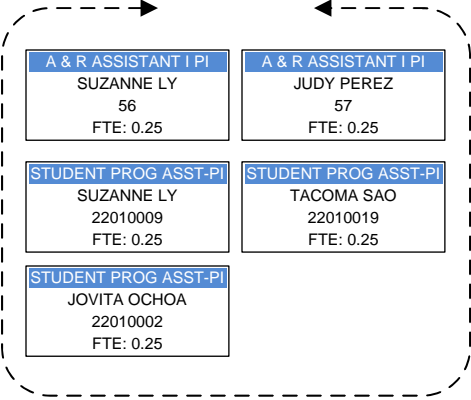 A & R ASSISTANT I PI
SUZANNE LY
56
FTE: 0.25
A & R ASSISTANT I PI
JUDY PEREZ
57
FTE: 0.25
STUDENT PROG ASST-PI
SUZANNE LY
22010009
FTE: 0.25
STUDENT PROG ASST-PI
TACOMA SAO
22010019
FTE: 0.25
STUDENT PROG ASST-PI
JOVITA OCHOA
22010002
FTE: 0.25